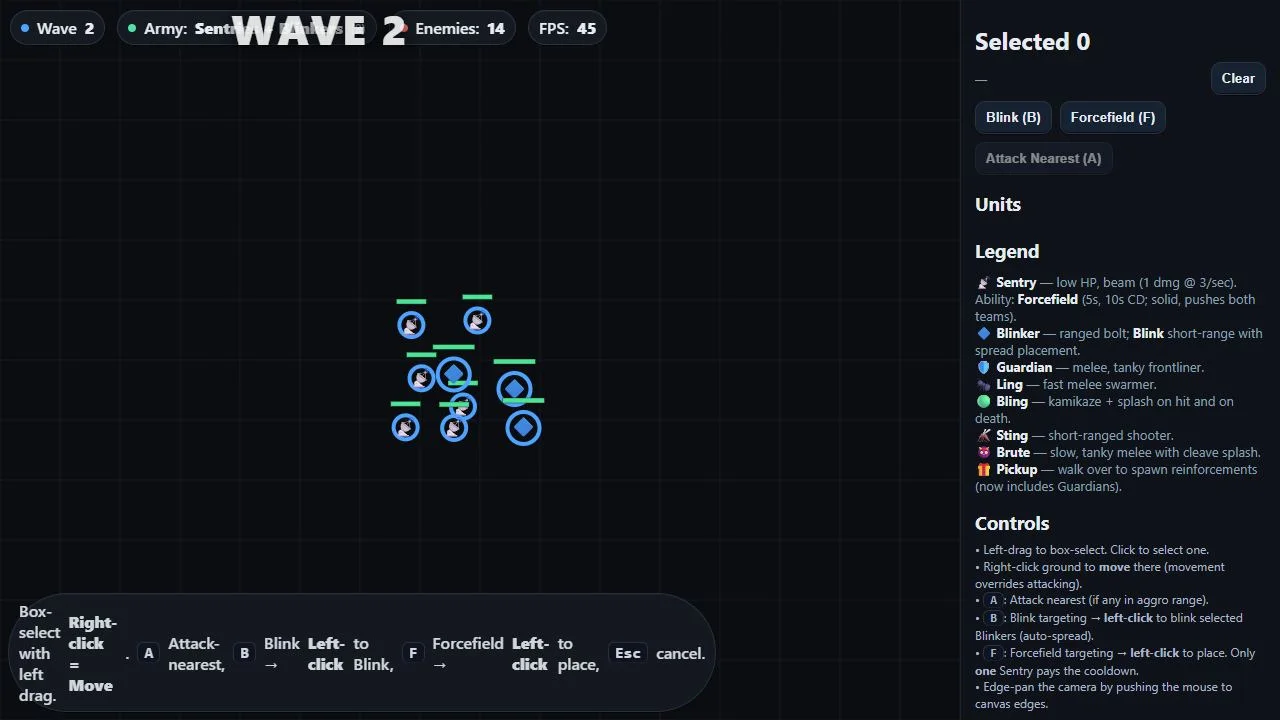 Wave 2
Army:
WAVE 2
Enemies: 14
FPS: 45
Selected 0
—
Clear
Blink (B)
Forcefield (F)
Attack Nearest (A)
Units
Legend
Sentry — low HP, beam (1 dmg @ 3/sec).
Ability: Forcefield (5s, 10s CD; solid, pushes both
teams).
Blinker — ranged bolt; Blink short-range with
spread placement.
Guardian — melee, tanky frontliner.
Ling — fast melee swarmer.
Bling — kamikaze + splash on hit and on
death.
Sting — short-ranged shooter.
Brute — slow, tanky melee with cleave splash.
Pickup — walk over to spawn reinforcements
(now includes Guardians).
Controls
• Left-drag to box-select. Click to select one.
• Right-click ground to move there (movement
overrides attacking).
• A: Attack nearest (if any in aggro range).
• B: Blink targeting → left-click to blink selected
Blinkers (auto-spread).
• F: Forcefield targeting → left-click to place. Only
one Sentry pays the cooldown.
• Edge-pan the camera by pushing the mouse to
canvas edges.
Box-
select
with
left
drag.
Right-
click
=
Move
.
A
Attack-
nearest,
B
Blink
→
Left-
click
to
Blink,
F
Forcefield
→
Left-
click
to
place,
Esc
cancel.